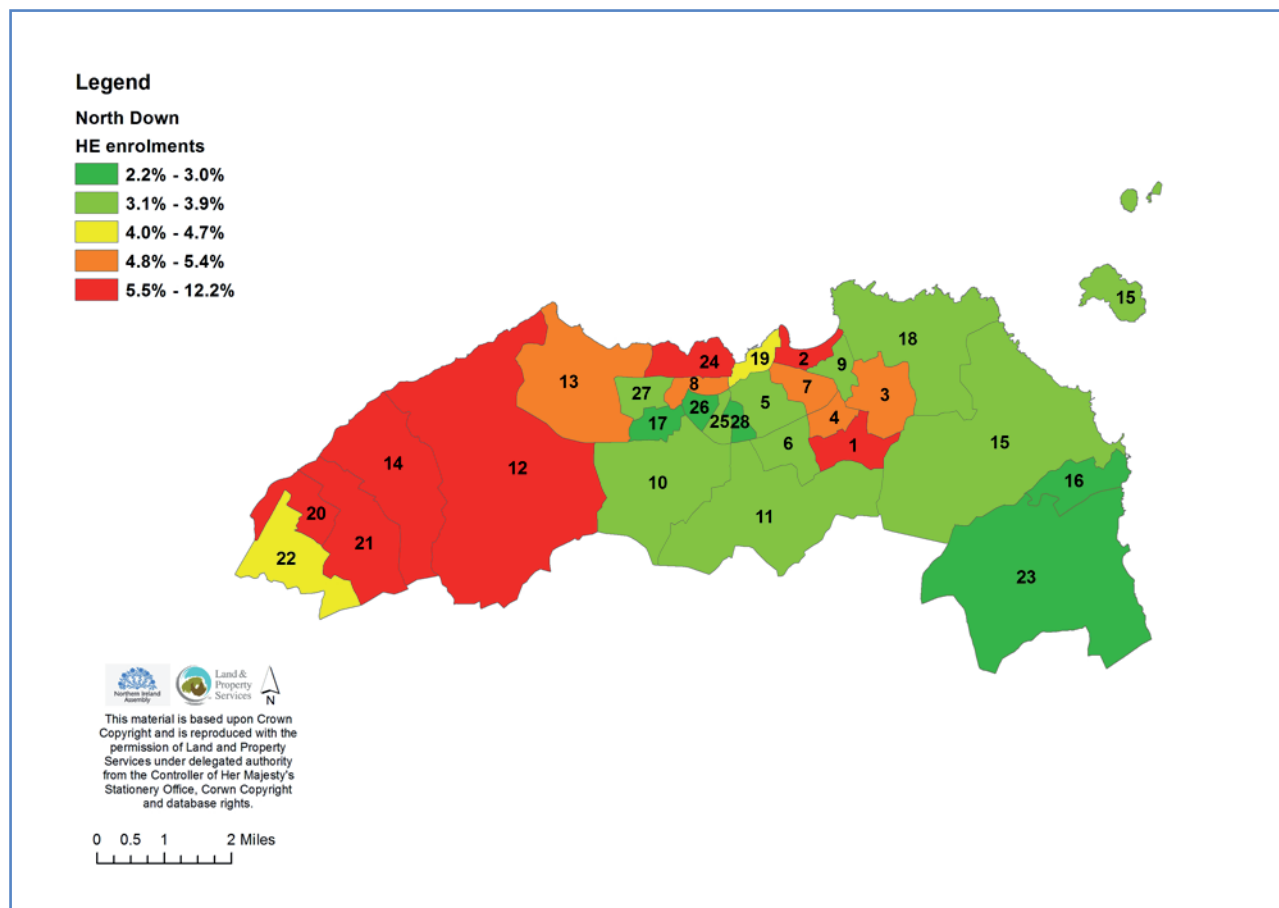 Legend
North Down
HE enrolments
2.2% - 3.0%
3.1% - 3.9%
4.0% - 4.7%
4.8% - 5.4%
5.5% - 12.2%
15
18
24
19
2
9
13
8
7
3
27
26
5
17
25
28
4
6
1
15
14
12
10
16
20
11
21
22
23
Northern Ireland
Assembly
Land &
Property
Services
N
This material is based upon Crown
Copyright and is reproduced with the
permission of Land and Property
Services under delegated authority
from the Controller of Her Majesty's
Stationery Office, Corwn Copyright
and database rights.
0 0.5 1 2 Miles